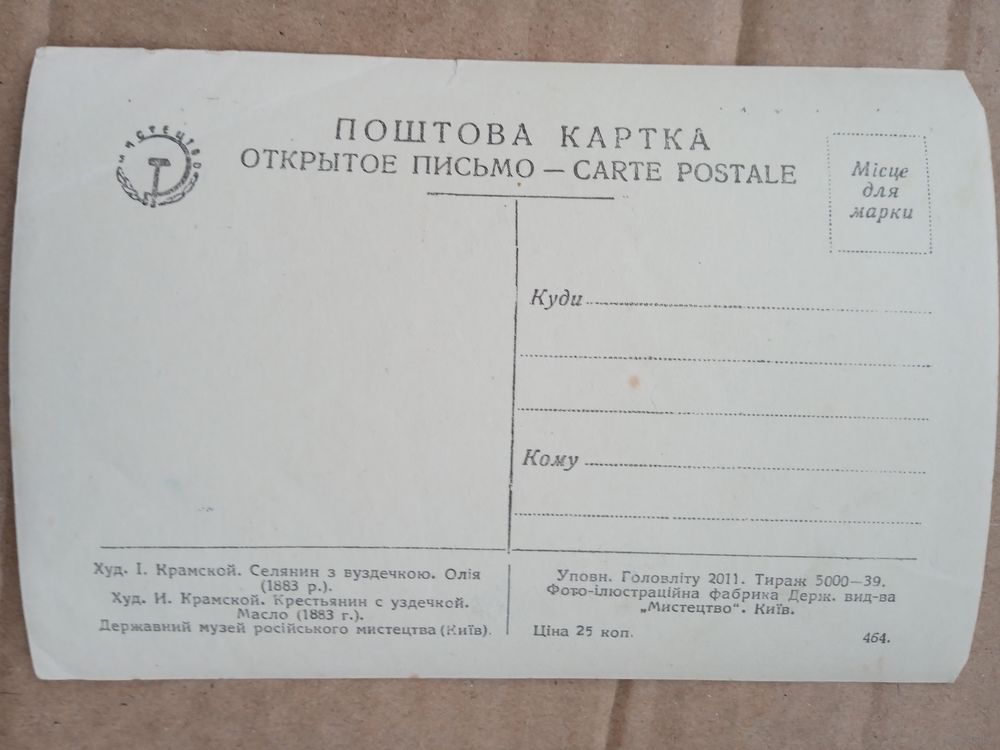 МИСТЕЦТВО
ПОШТОВА КАРТКА
ОТКРЫТОЕ ПИСЬМО — CARTE POSTALE
Місце
для
марки
Куди
Кому
Худ. І. Крамской. Селянин з вуздечкою. Олія
(1883 р.).
Худ. И. Крамской. Крестьянин с уздечкой.
Масло (1883 г.).
Державний музей російського мистецтва (Київ).
Уповн. Головліту 2011. Тираж 5000—39.
Фото-ілюстраційна фабрика Держ. вид-ва
„Мистецтво". Київ.
Ціна 25 коп.
464.